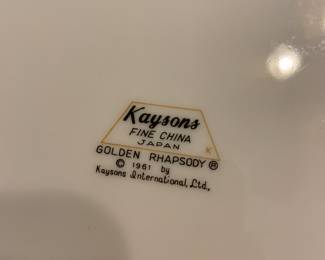 Kaysons
FINE CHINA
JAPAN
K
GOLDEN RHAPSODY ®
© 1961 by
Kaysons International, Ltd.,